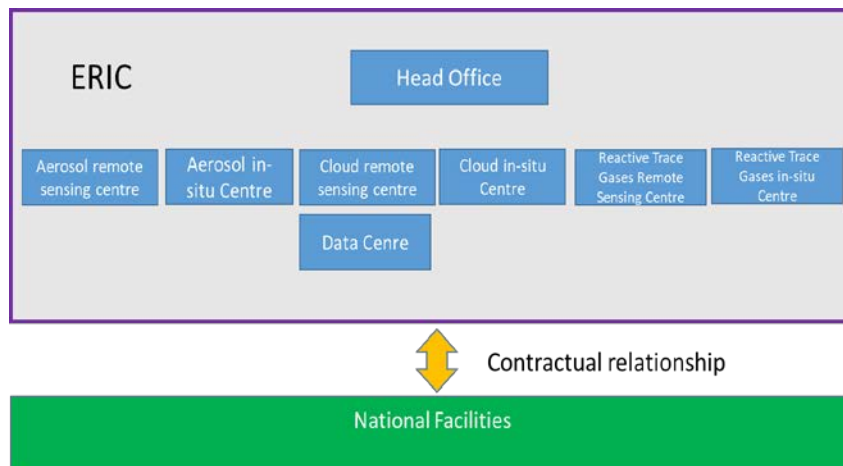 ERIC
Head Office
Aerosol remote
sensing centre
Aerosol in-
situ Centre
Cloud remote
sensing centre
Cloud in-situ
Centre
Reactive Trace
Gases Remote
Sensing Centre
Reactive Trace
Gases in-situ
Centre
Data Cenre
Contractual relationship
National Facilities